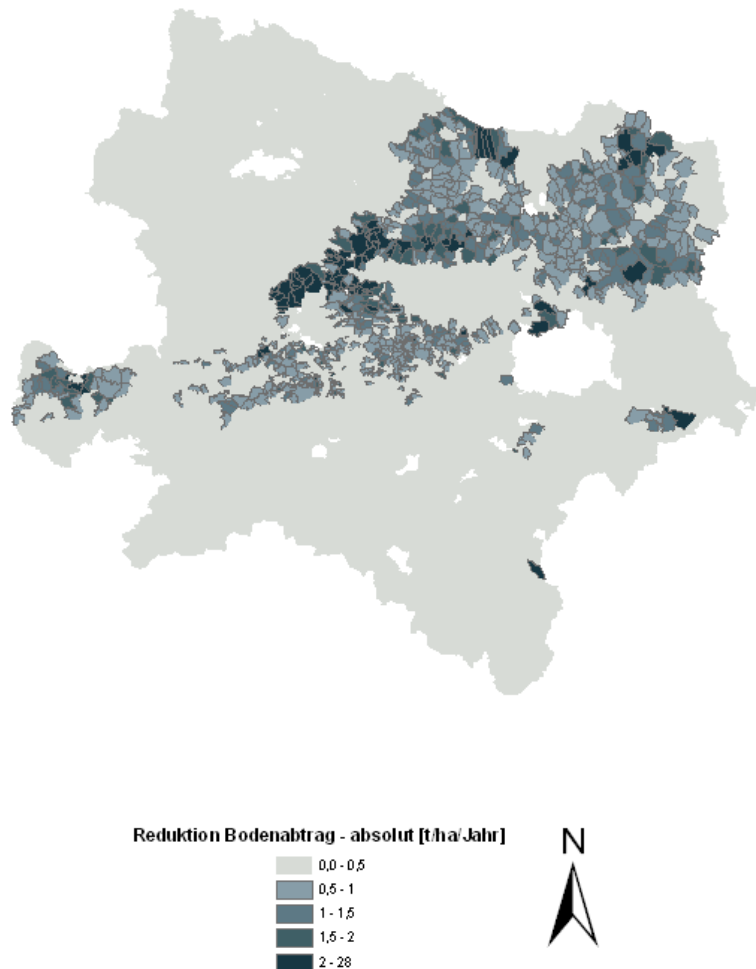 Reduktion Bodenabtrag - absolut [t/ha/Jahr]
N
0,0 - 0,5
0,5 - 1
1 - 1,5
1,5 - 2
2 - 28